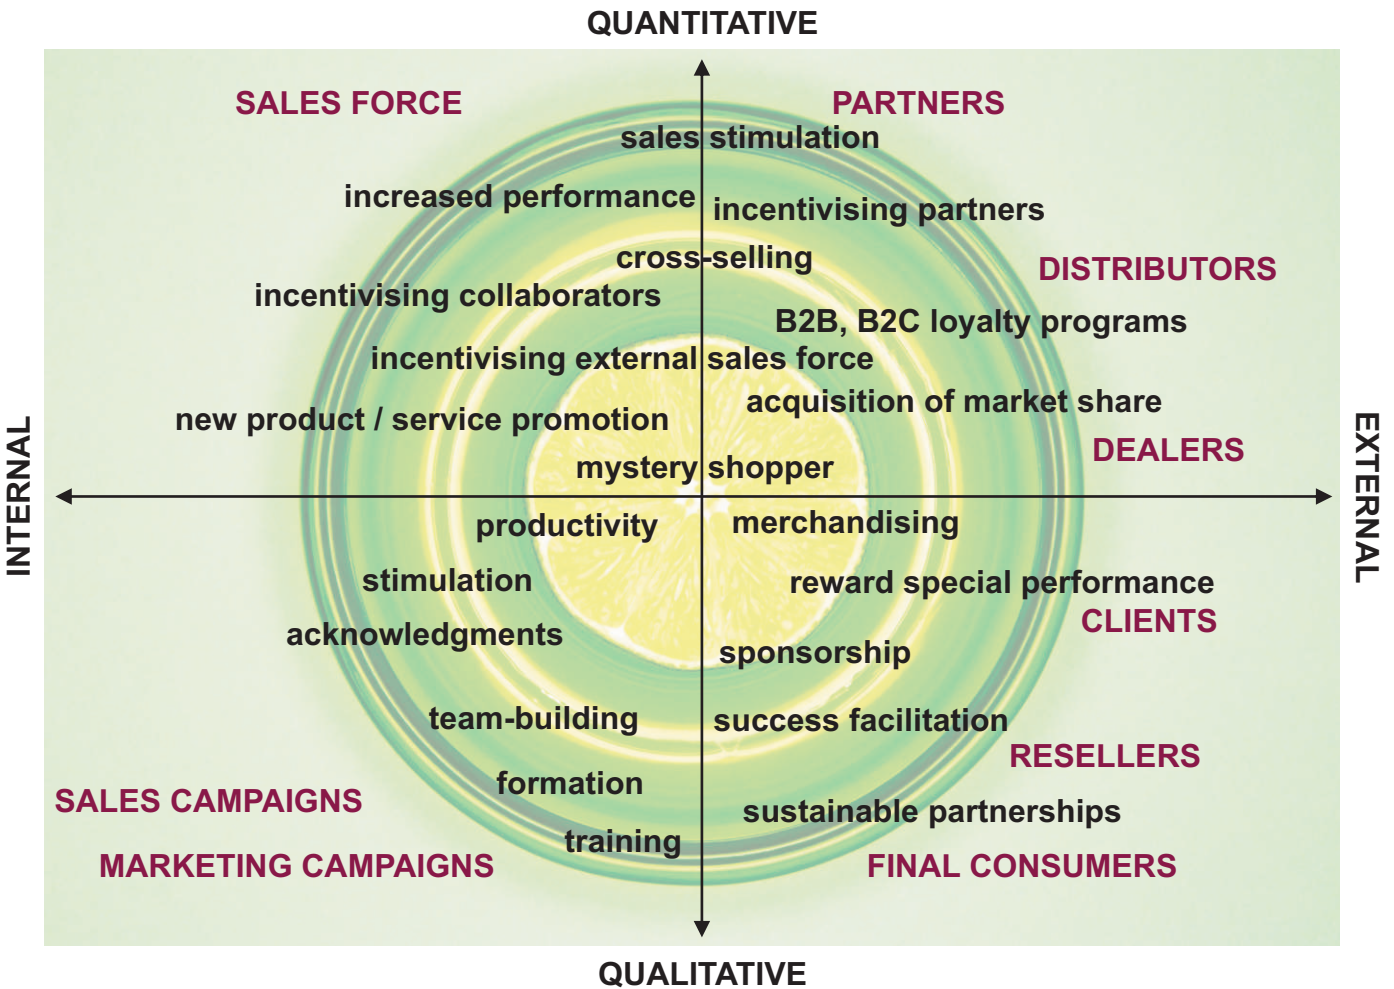 QUANTITATIVE
SALES FORCE
PARTNERS
sales stimulation
increased performance
incentivising partners
cross-selling
DISTRIBUTORS
incentivising collaborators
B2B, B2C loyalty programs
incentivising external sales force
acquisition of market share
new product / service promotion
DEALERS
mystery shopper
INTERNAL
EXTERNAL
productivity
merchandising
stimulation
reward special performance
CLIENTS
acknowledgments
sponsorship
team-building
success facilitation
RESELLERS
formation
SALES CAMPAIGNS
sustainable partnerships
training
MARKETING CAMPAIGNS
FINAL CONSUMERS
QUALITATIVE